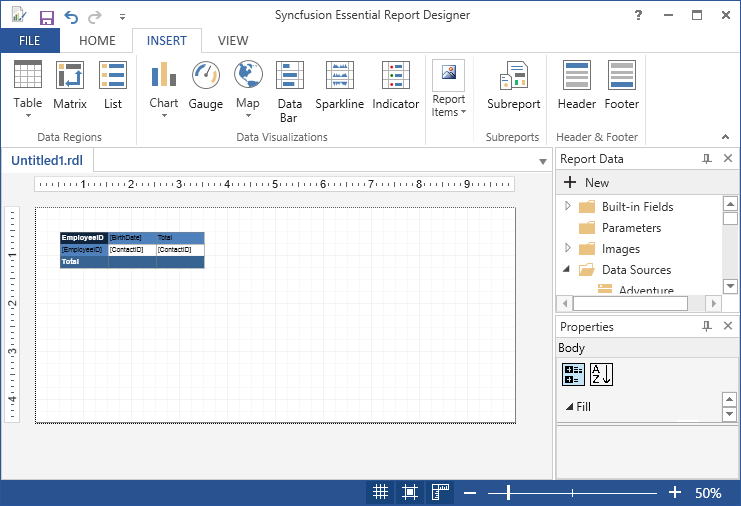 Syncfusion Essential Report Designer
FILE HOME INSERT VIEW
Table Matrix List Chart Gauge Map Data Bar Sparkline Indicator Report Items Subreport Header Footer
Data Regions Data Visualizations Subreports Header & Footer
Untitled1.rdl
1 2 3 4 5 6 7 8 9
1
2
3
4
EmployeeID [BirthDate] Total
[EmployeeID] [ContactID] [ContactID]
Total
Report Data
New
Built-in Fields
Parameters
Images
Data Sources
Adventure
Properties
Body
A
Z
Fill
50%